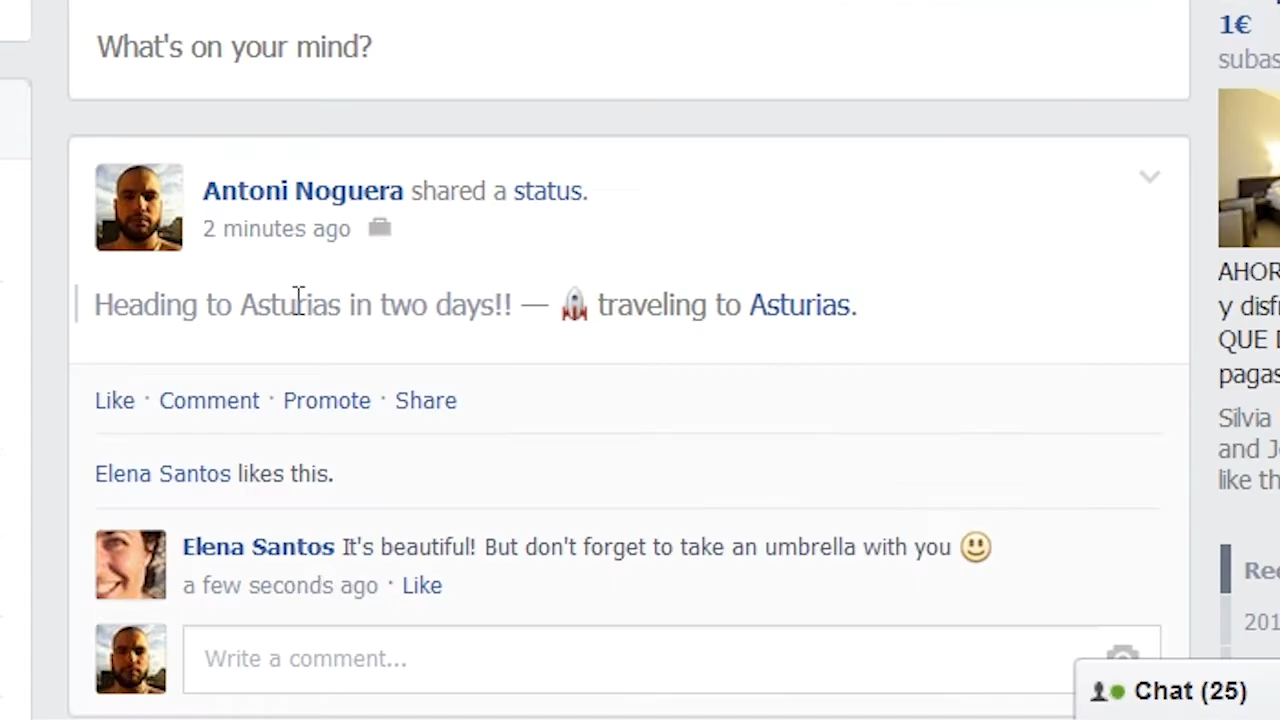 What's on your mind?
Antoni Noguera shared a status.
2 minutes ago
Heading to Asturias in two days!! — traveling to Asturias.
Like · Comment · Promote · Share
Elena Santos likes this.
Elena Santos It's beautiful! But don't forget to take an umbrella with you
a few seconds ago · Like
Write a comment...
1€
subas
AHOR
y disf
QUE
pagas
Silvia
and J
like th
Rec
201
Chat (25)